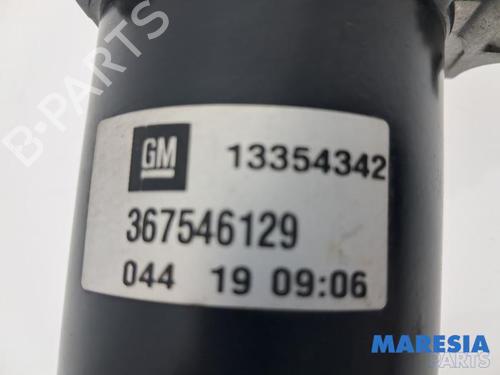 B-PARTS
GM 13354342
367546129
044 19 09:06
MARESIA
PARTS